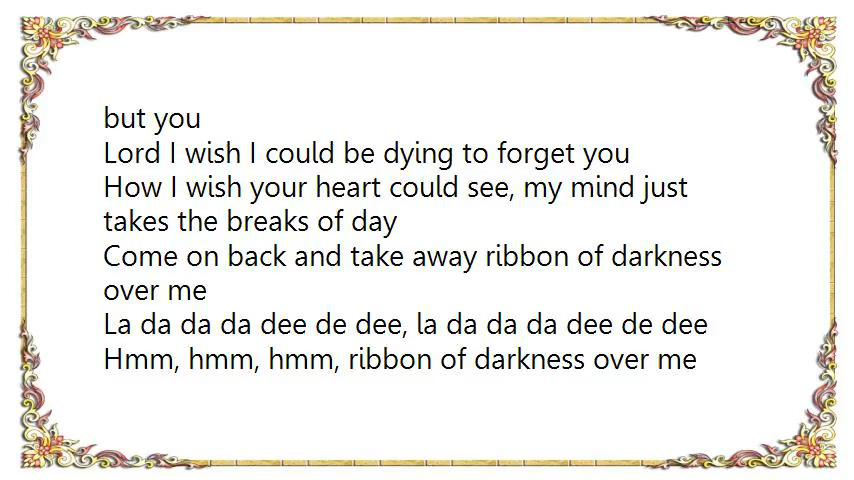 but you
Lord I wish I could be dying to forget you
How I wish your heart could see, my mind just
takes the breaks of day
Come on back and take away ribbon of darkness
over me
La da da da dee de dee, la da da da dee de dee
Hmm, hmm, hmm, ribbon of darkness over me